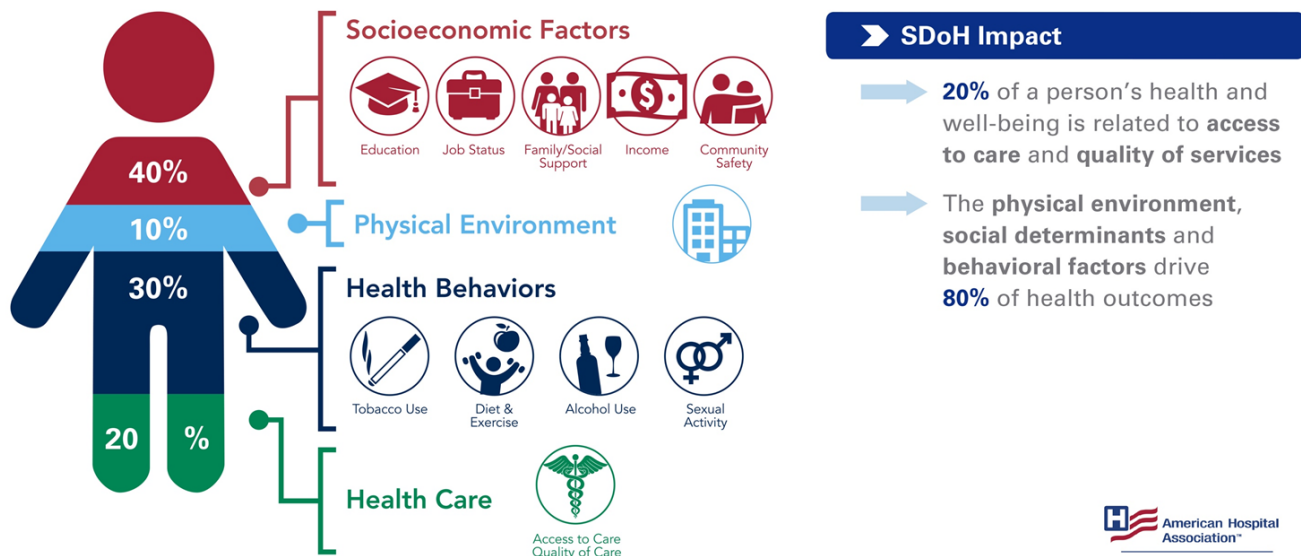 Socioeconomic Factors
Education
Job Status
Family/Social
Support
Income
Community
Safety
40%
10%
Physical Environment
30%
Health Behaviors
Tobacco Use
Diet &
Exercise
Alcohol Use
Sexual
Activity
20 %
Health Care
Access to Care
Quality of Care
SDoH Impact
20% of a person's health and
well-being is related to access
to care and quality of services
The physical environment,
social determinants and
behavioral factors drive
80% of health outcomes
H
American Hospital
Association™